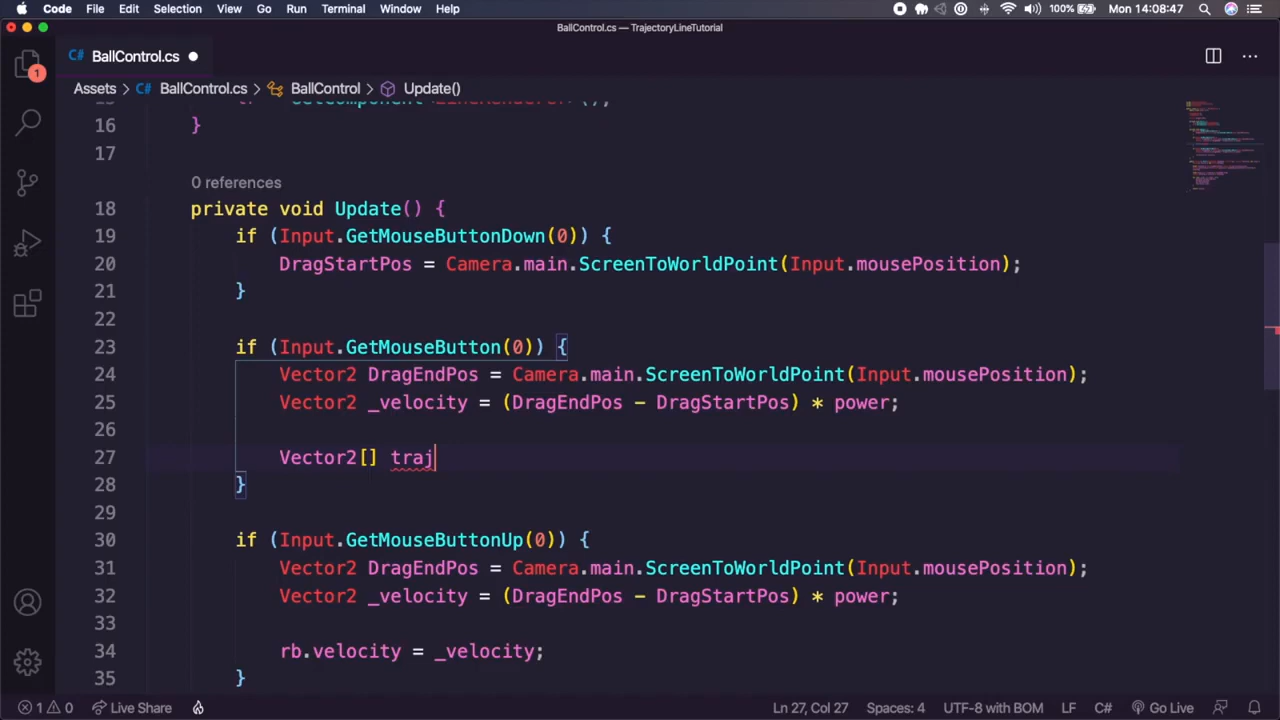 Code File Edit Selection View Go Run Terminal Window Help 100% Mon 14:08:47
BallControl.cs — TrajectoryLineTutorial
C# BallControl.cs ●
1
Assets > C# BallControl.cs > BallControl > Update()
16 }
17
0 references
18 private void Update() {
19 if (Input.GetMouseButtonDown(0)) {
20 DragStartPos = Camera.main.ScreenToWorldPoint(Input.mousePosition);
21 }
22
23 if (Input.GetMouseButton(0)) {
24 Vector2 DragEndPos = Camera.main.ScreenToWorldPoint(Input.mousePosition);
25 Vector2 _velocity = (DragEndPos - DragStartPos) * power;
26
27 Vector2[] traj
28 }
29
30 if (Input.GetMouseButtonUp(0)) {
31 Vector2 DragEndPos = Camera.main.ScreenToWorldPoint(Input.mousePosition);
32 Vector2 _velocity = (DragEndPos - DragStartPos) * power;
33
34 rb.velocity = _velocity;
35 }
1 0 Live Share Ln 27, Col 27 Spaces: 4 UTF-8 with BOM LF C# Go Live